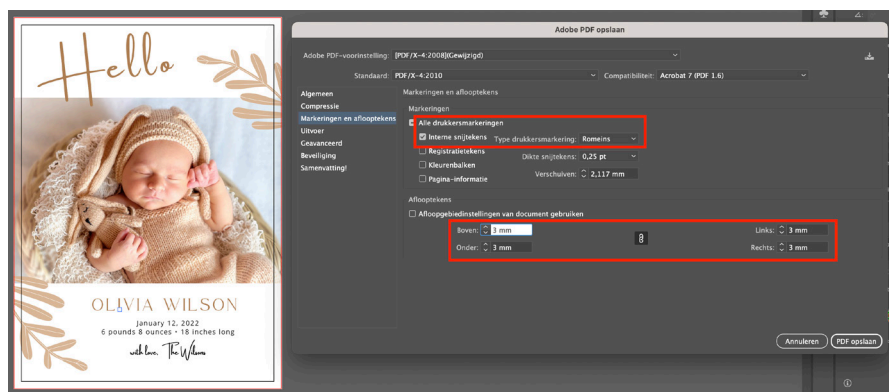 Hello
OLIVIA WILSON
January 12, 2022
6 pounds 8 ounces • 18 inches long
with love, The Wilsons
Adobe PDF opslaan
Adobe PDF-voorinstelling: [PDF/X-4:2008](Gewijzigd)
Standaard: PDF/X-4:2010 Compatibiliteit: Acrobat 7 (PDF 1.6)
Algemeen
Compressie
Markeringen en aflooptekens
Uitvoer
Geavanceerd
Beveiliging
Samenvatting!
Markeringen en aflooptekens
Markeringen
Alle drukkersmarkeringen
Interne snijtekens Type drukkersmarkering: Romeins
Registratietekens Dikte snijtekens: 0,25 pt
Kleurenbalken Verschuiven: 2,117 mm
Pagina-informatie
Aflooptekens
Afloopgebiedinstellingen van document gebruiken
Boven: 3 mm Links: 3 mm
Onder: 3 mm Rechts: 3 mm
Annuleren PDF opslaan